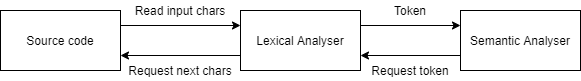 Read input chars
Token
Source code
Lexical Analyser
Semantic Analyser
Request next chars
Request token